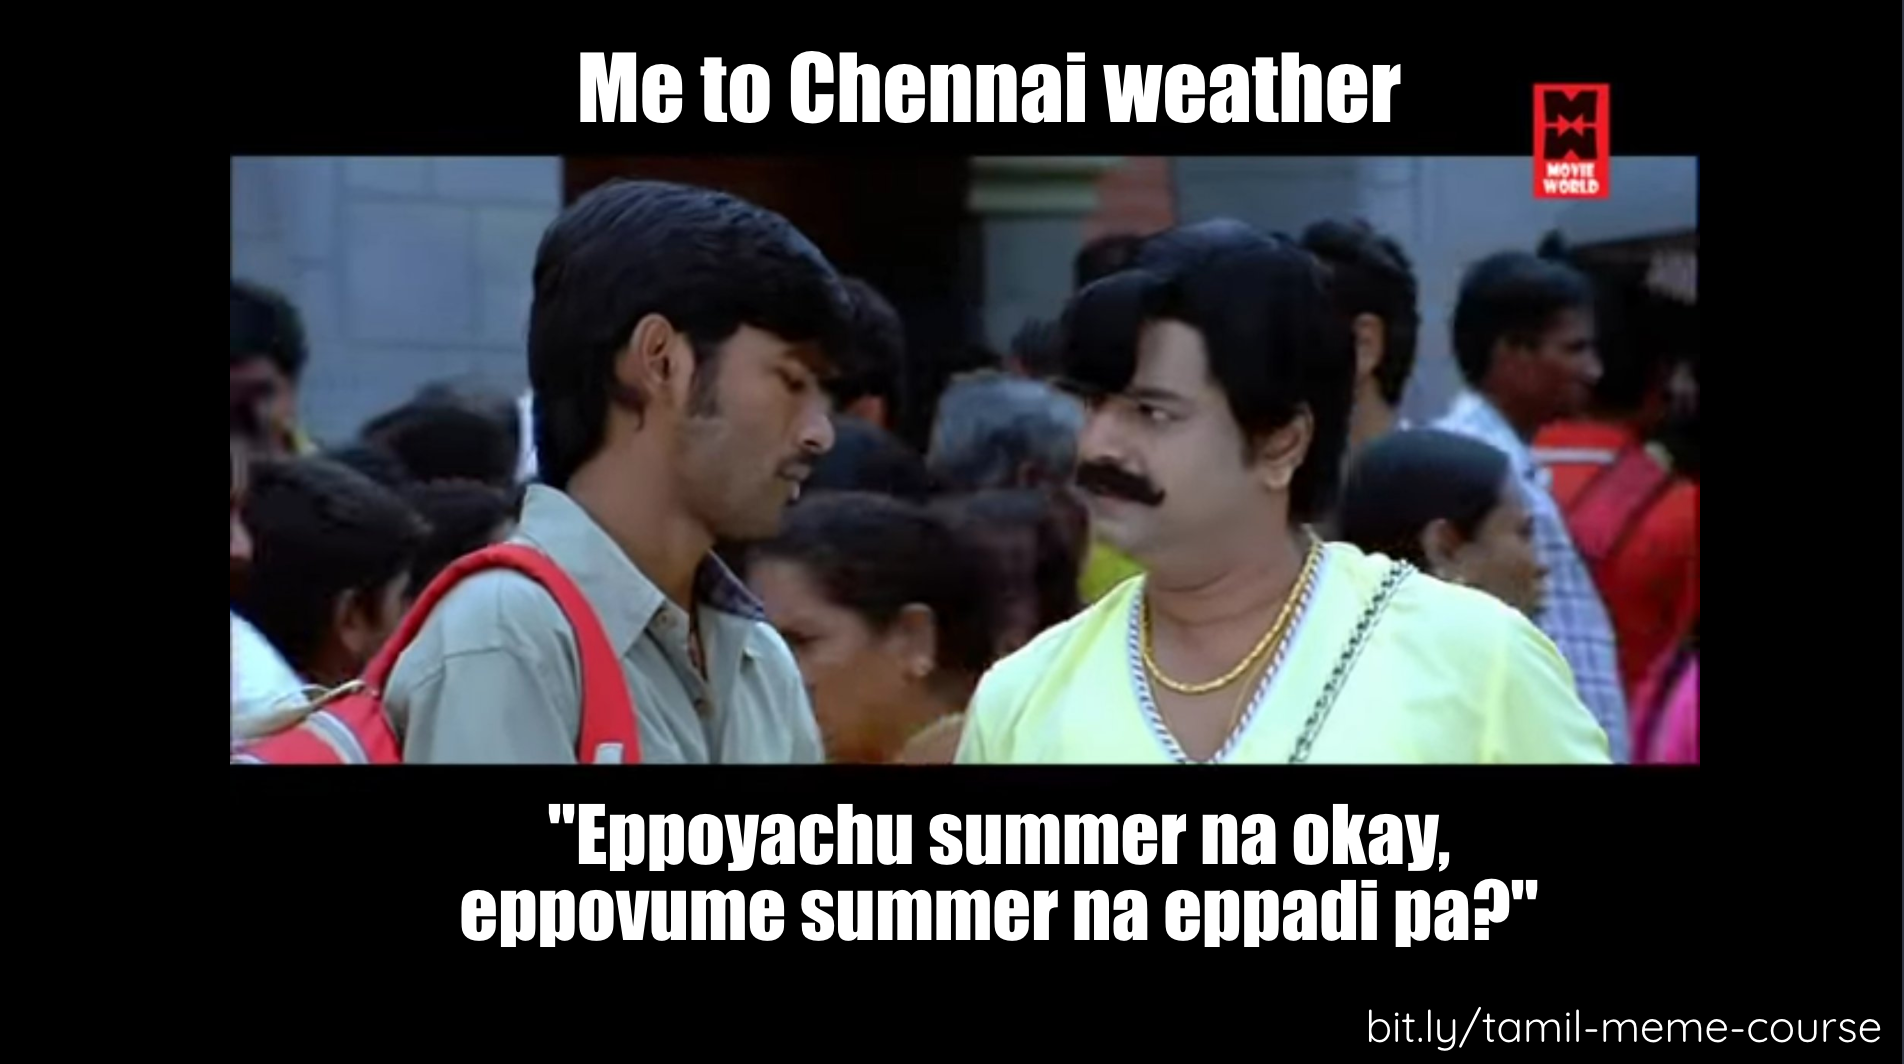 Me to Chennai weather
MOVIE
WORLD
"Eppoyachu summer na okay,
eppovume summer na eppadi pa?"
bit.ly/tamil-meme-course